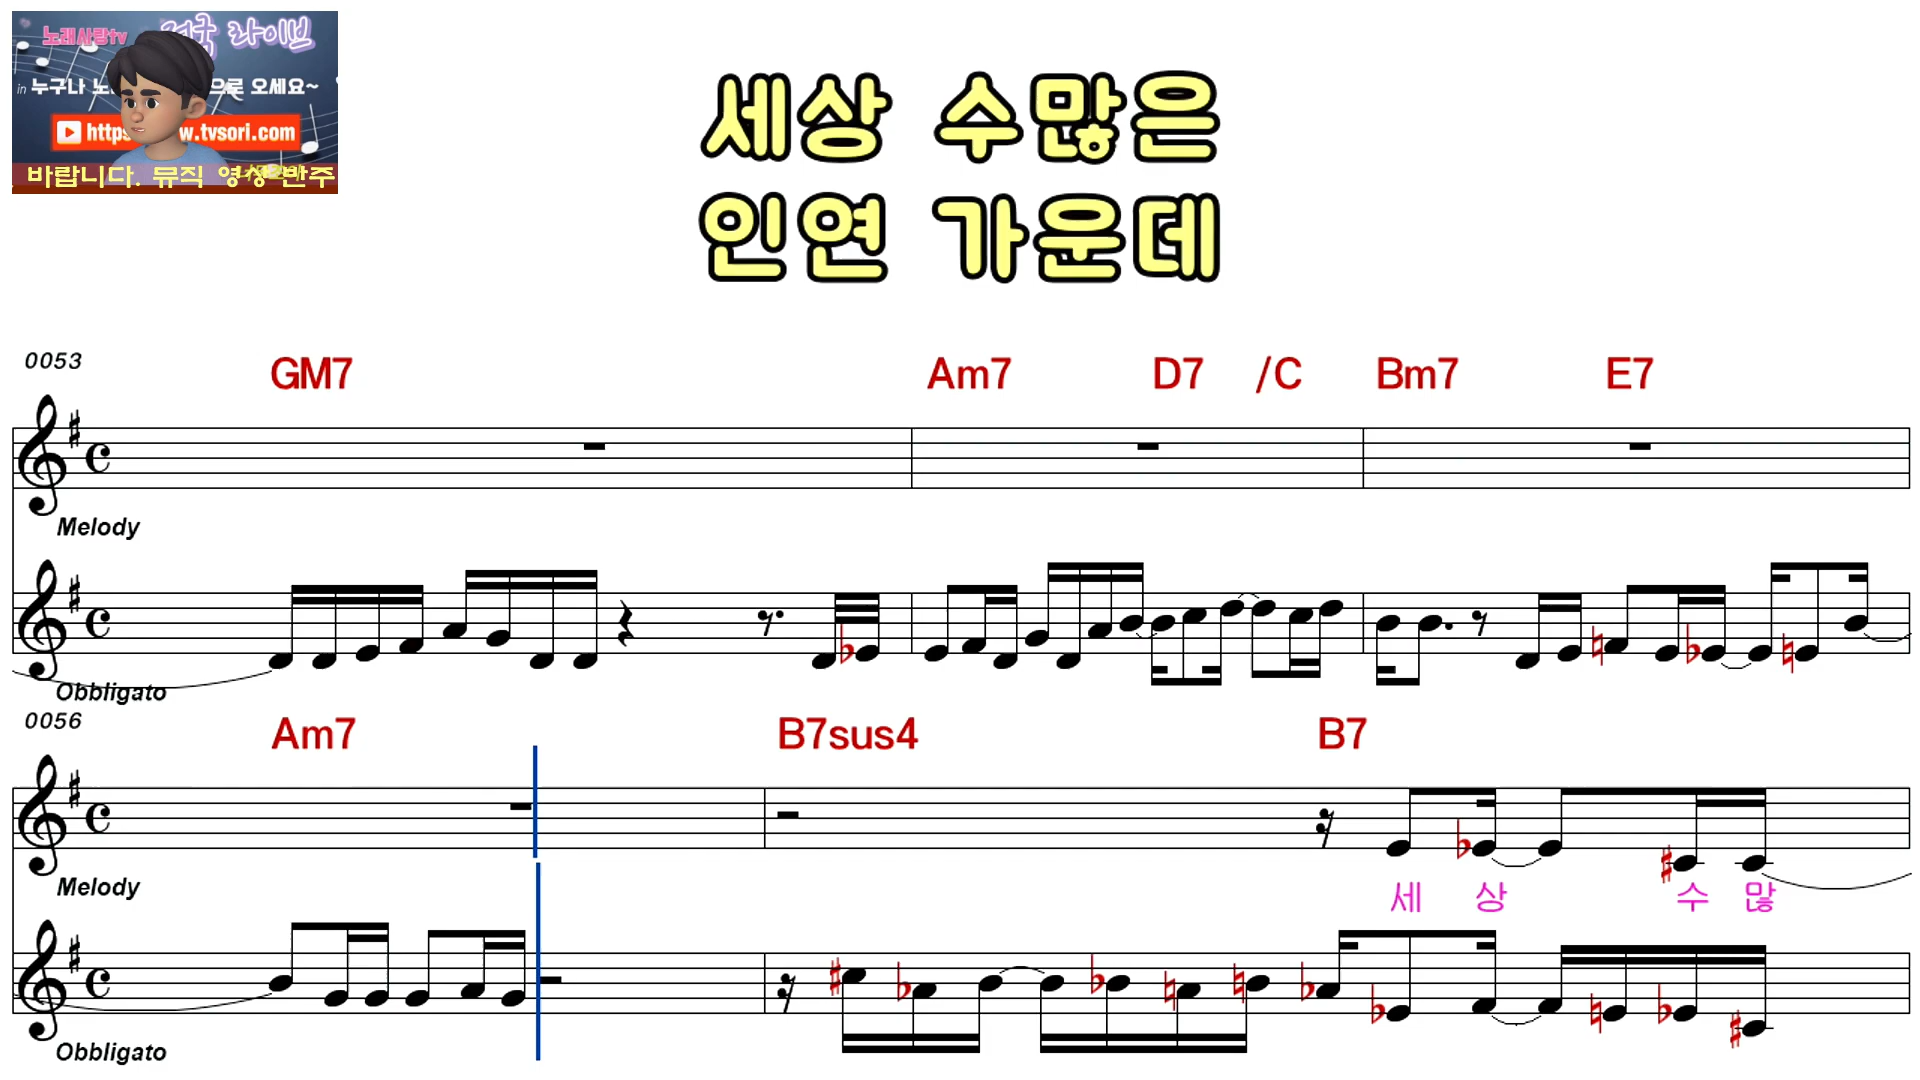 노래사랑tv 라이브
in 누구나 으로 오세요~
w.tvsori.com
바랍니다. 뮤직 영상 반주
세상 수많은
인연 가운데
0053
GM7 Am7 D7 /C Bm7 E7
Melody
Obbligato
0056
Am7 B7sus4 B7
Melody
세 상 수 많
Obbligato